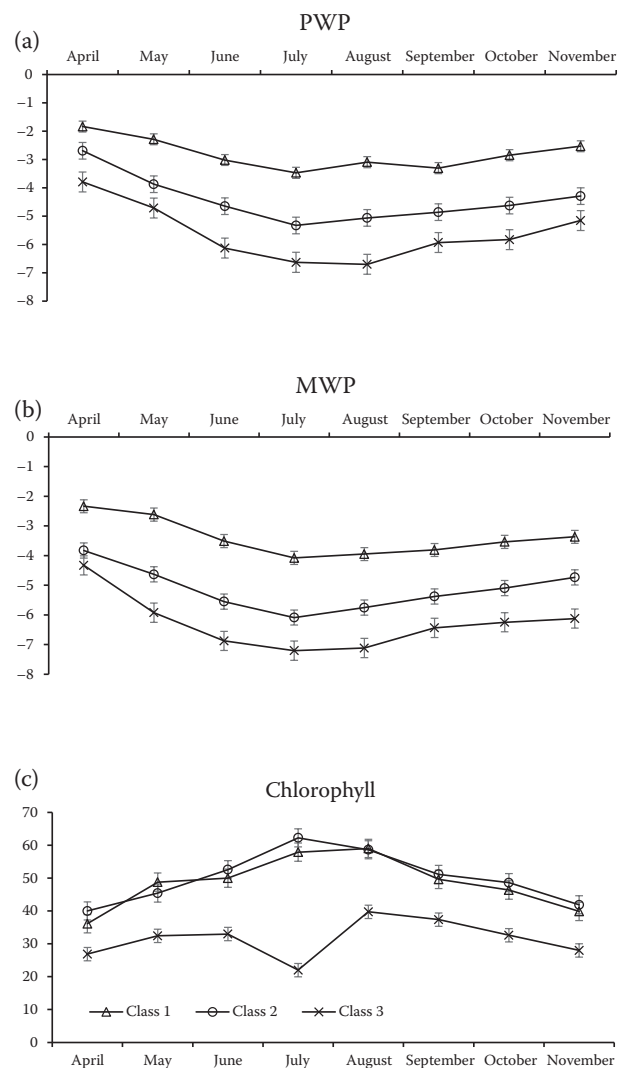 PWP
(a)
April May June July August September October November
0
–1
–2
–3
–4
–5
–6
–7
–8
MWP
(b)
April May June July August September October November
0
–1
–2
–3
–4
–5
–6
–7
–8
(c)
Chlorophyll
70
60
50
40
30
20
10
Class 1 Class 2 Class 3
0
April May June July August September October November